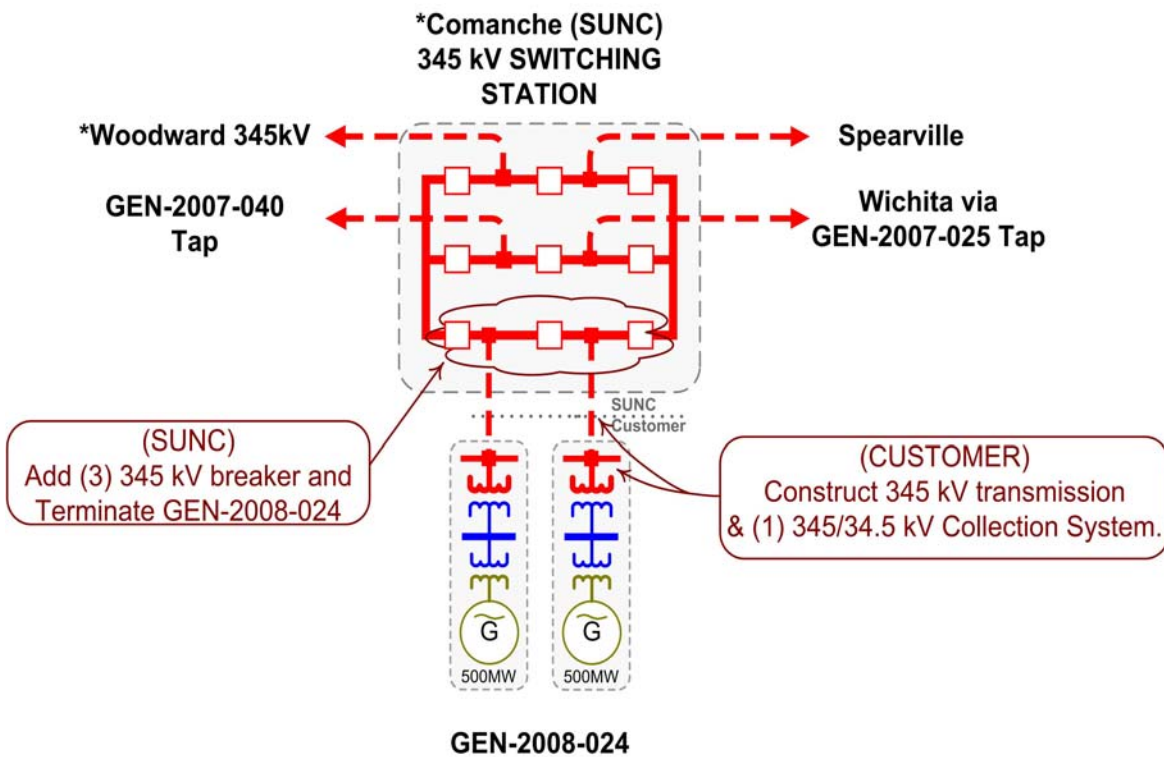 *Comanche (SUNC)
345 kV SWITCHING
STATION
*Woodward 345kV
Spearville
GEN-2007-040
Tap
Wichita via
GEN-2007-025 Tap
SUNC
Customer
(SUNC)
Add (3) 345 kV breaker and
Terminate GEN-2008-024
(CUSTOMER)
Construct 345 kV transmission
& (1) 345/34.5 kV Collection System.
G
G
500MW
500MW
GEN-2008-024